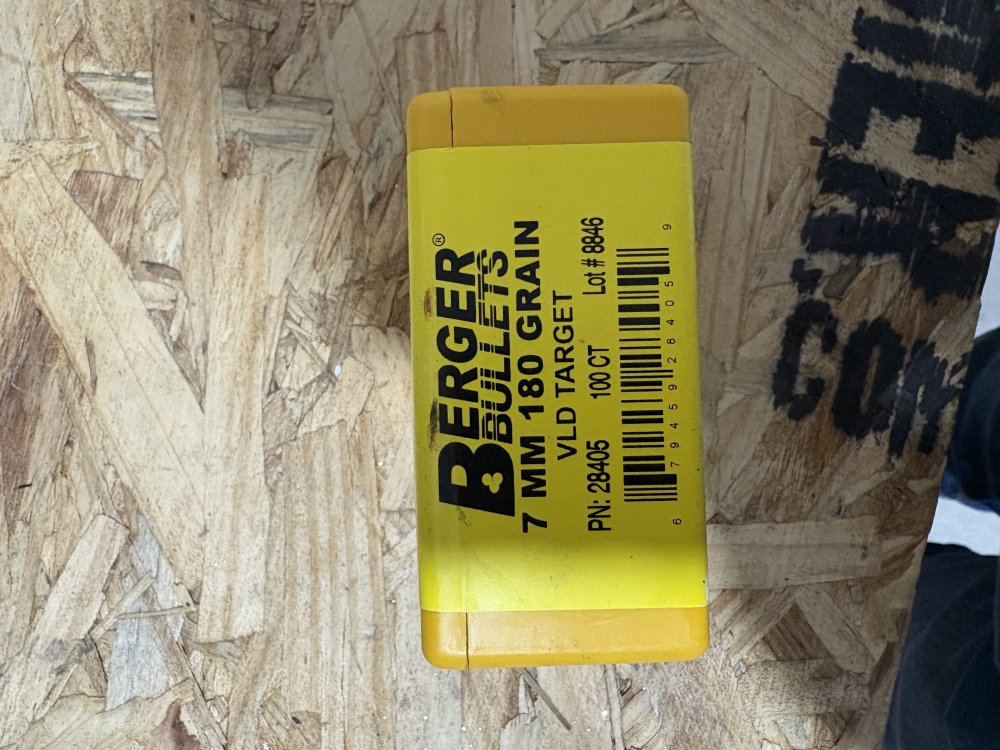 BERGER®
BULLETS
7 MM 180 GRAIN
VLD TARGET
PN: 28405 100 CT Lot # 8846
6 79459 28405 9